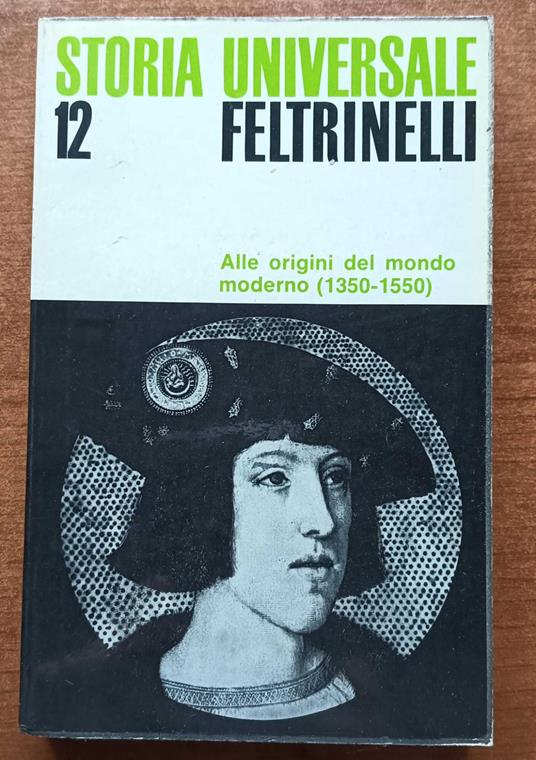 STORIA UNIVERSALE
12 FELTRINELLI
Alle origini del mondo
moderno (1350-1550)